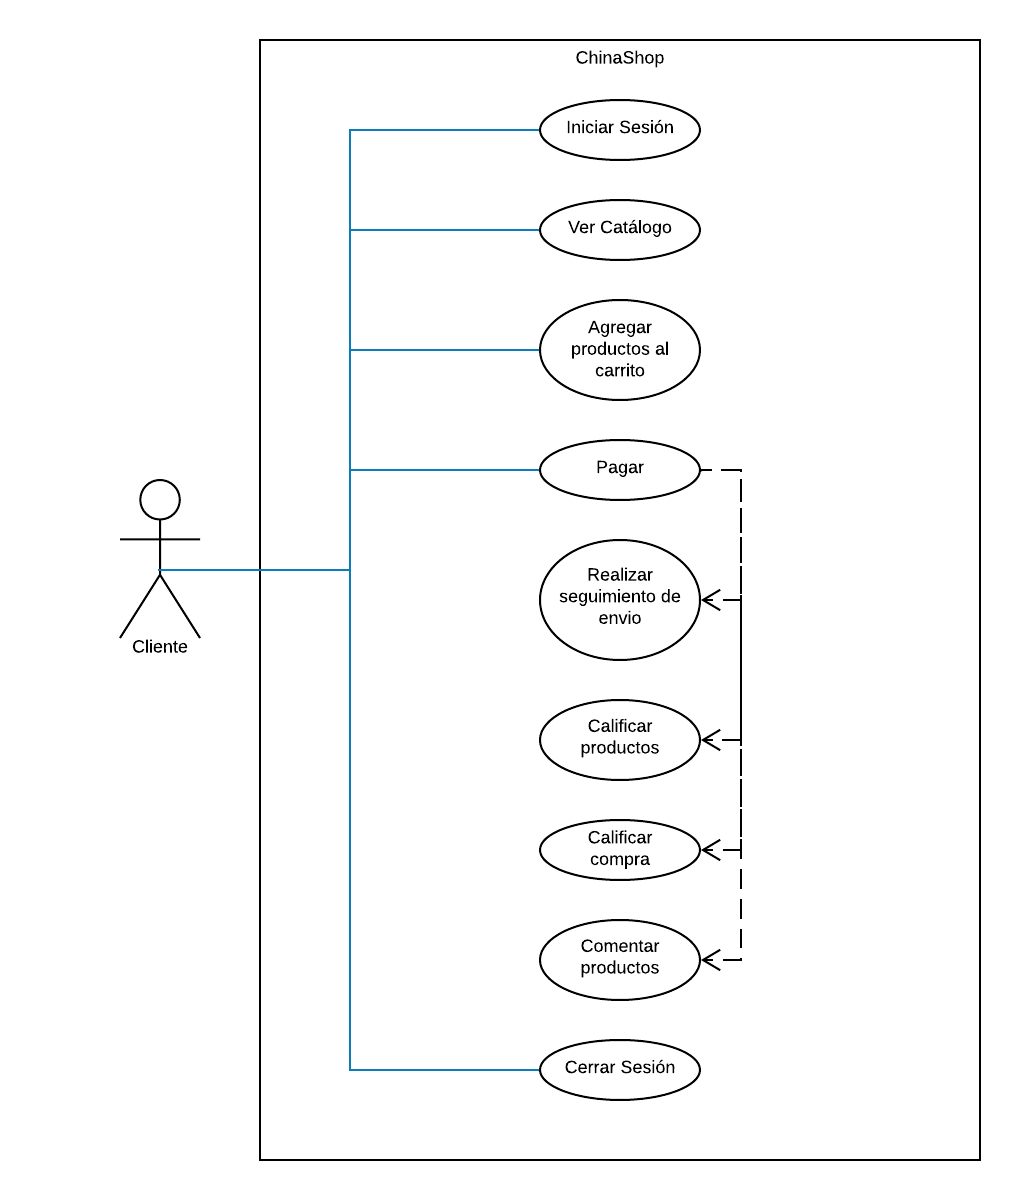 ChinaShop
Iniciar Sesión
Ver Catálogo
Agregar
productos al
carrito
Pagar
Realizar
seguimiento de
envio
Calificar
productos
Calificar
compra
Comentar
productos
Cerrar Sesión
Cliente